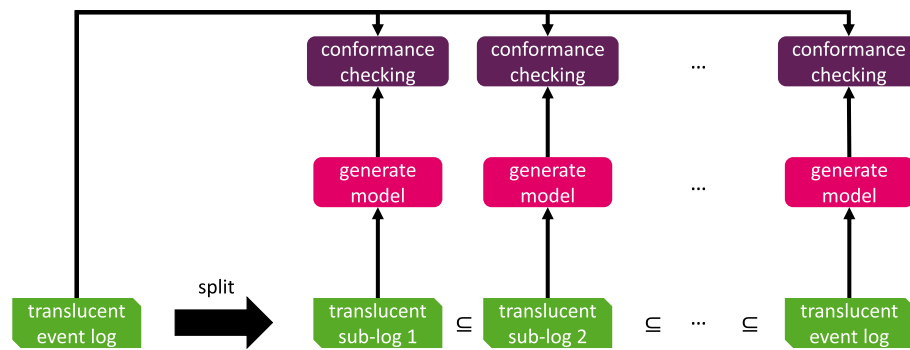 conformance
checking
conformance
checking
...
conformance
checking
generate
model
generate
model
...
generate
model
split
translucent
event log
translucent
sub-log 1
⊆
translucent
sub-log 2
⊆
...
⊆
translucent
event log